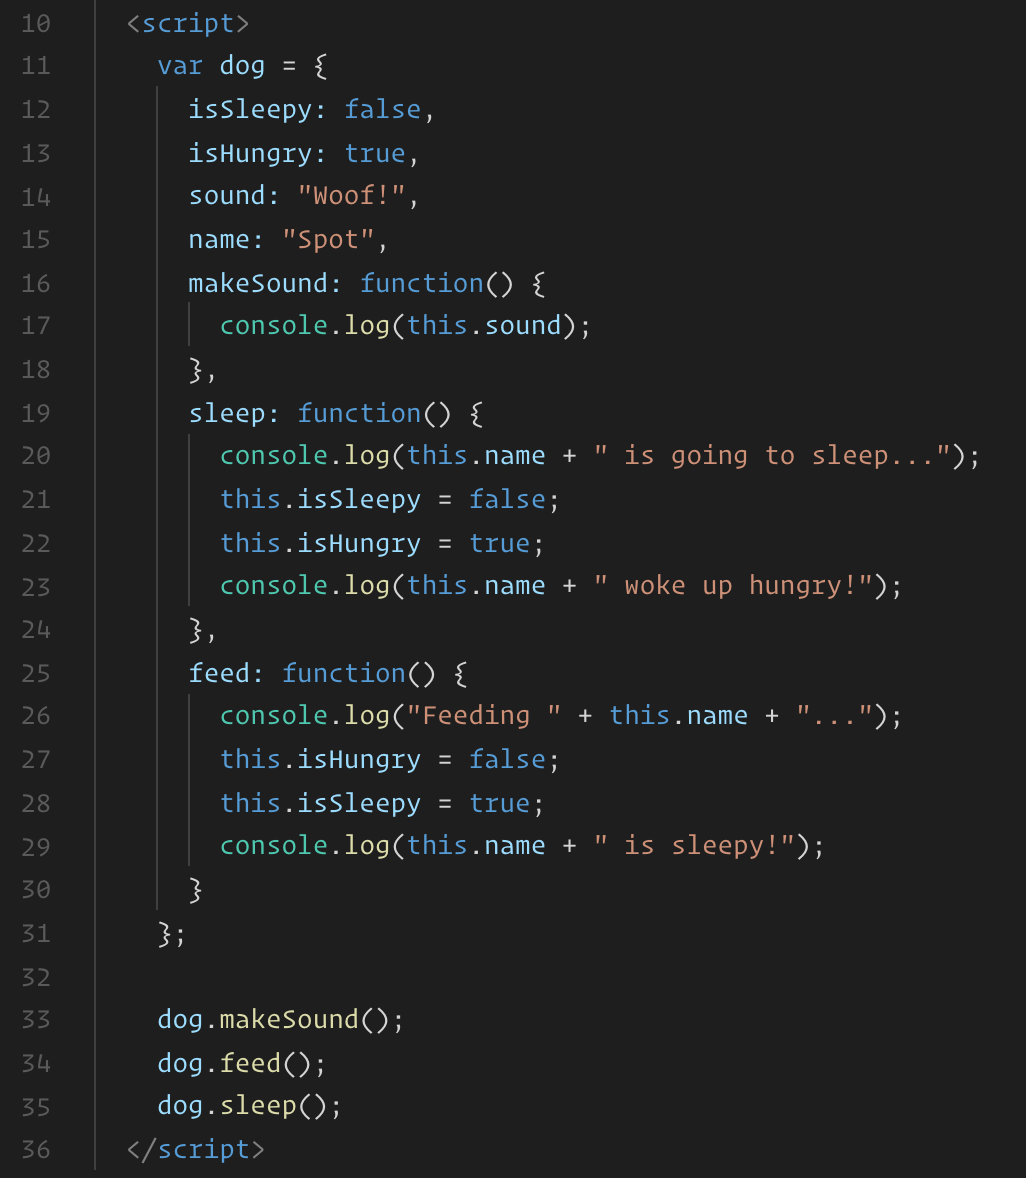 10 <script>
11   var dog = {
12     isSleepy: false,
13     isHungry: true,
14     sound: "Woof!",
15     name: "Spot",
16     makeSound: function() {
17       console.log(this.sound);
18     },
19     sleep: function() {
20       console.log(this.name + " is going to sleep...");
21       this.isSleepy = false;
22       this.isHungry = true;
23       console.log(this.name + " woke up hungry!");
24     },
25     feed: function() {
26       console.log("Feeding " + this.name + "...");
27       this.isHungry = false;
28       this.isSleepy = true;
29       console.log(this.name + " is sleepy!");
30     }
31   };
32
33   dog.makeSound();
34   dog.feed();
35   dog.sleep();
36 </script>